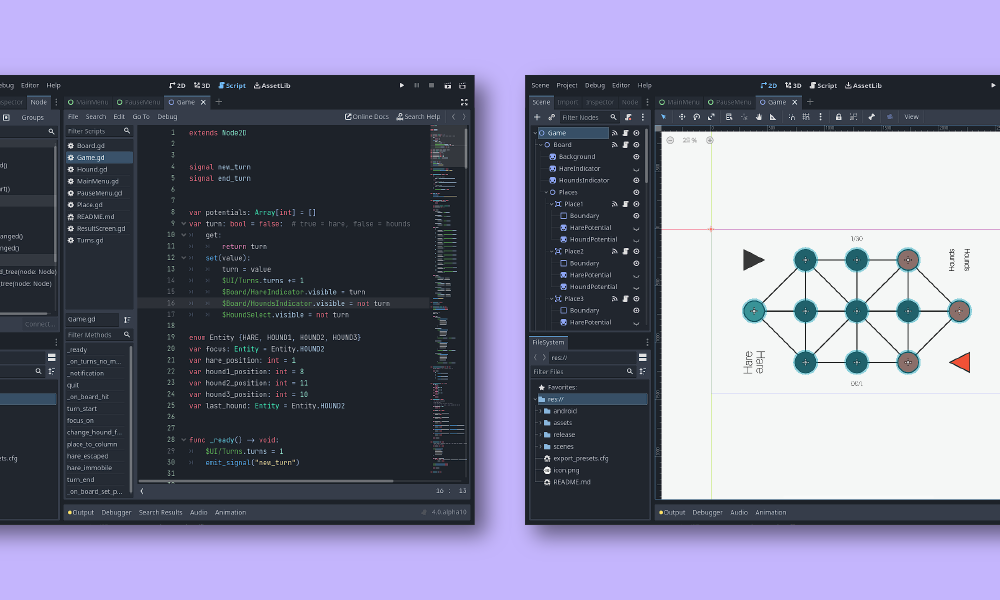 ebug Editor Help
2D 3D Script AssetLib
spector Node
MainMenu PauseMenu Game
Groups
File Search Edit Go To Debug
Online Docs Search Help
Filter Scripts
Board.gd
Game.gd
Hound.gd
MainMenu.gd
PauseMenu.gd
Place.gd
README.md
ResultScreen.gd
Turns.gd
Game.gd
Filter Methods
_ready
_on_turns_no_m...
_notification
quit
_on_board_hit
turn_start
focus_on
change_hound_f...
place_to_column
hare_escaped
hare_immobile
turn_end
_on_board_set_p...
anged()
nged()
d_tree(node: Node)
tree(node: Node)
Connect...
ets.cfg
1 extends Node2D
2
3
4 signal new_turn
5 signal end_turn
6
7
8 var potentials: Array[int] = []
9 var turn: bool = false: # true = hare, false = hounds
10 get:
11 return turn
12 set(value):
13 turn = value
14 $UI/Turns.turns += 1
15 $Board/HareIndicator.visible = turn
16 $Board/HoundsIndicator.visible = not turn
17 $HoundSelect.visible = not turn
18
19 enum Entity {HARE, HOUND1, HOUND2, HOUND3}
20 var focus: Entity = Entity.HOUND2
21 var hare_position: int = 1
22 var hound1_position: int = 8
23 var hound2_position: int = 11
24 var hound3_position: int = 10
25 var last_hound: Entity = Entity.HOUND2
26
27
28 func _ready() -> void:
29 $UI/Turns.turns = 1
30 emit_signal("new_turn")
31
16 : 13
Output Debugger Search Results Audio Animation
4.0.alpha10
Scene Project Debug Editor Help
2D 3D Script AssetLib
Scene Import Inspector Node
MainMenu PauseMenu Game
Filter Nodes
View
Game
Board
Background
HareIndicator
HoundsIndicator
Places
Place1
Boundary
HarePotential
HoundPotential
Place2
Boundary
HarePotential
HoundPotential
Place3
Boundary
HarePotential
FileSystem
res://
Filter Files
Favorites:
res://
android
assets
release
scenes
export_presets.cfg
icon.png
README.md
25 %
1/30
Hounds
Hounds
Hare
Hare
1/30
Output Debugger Audio Animation